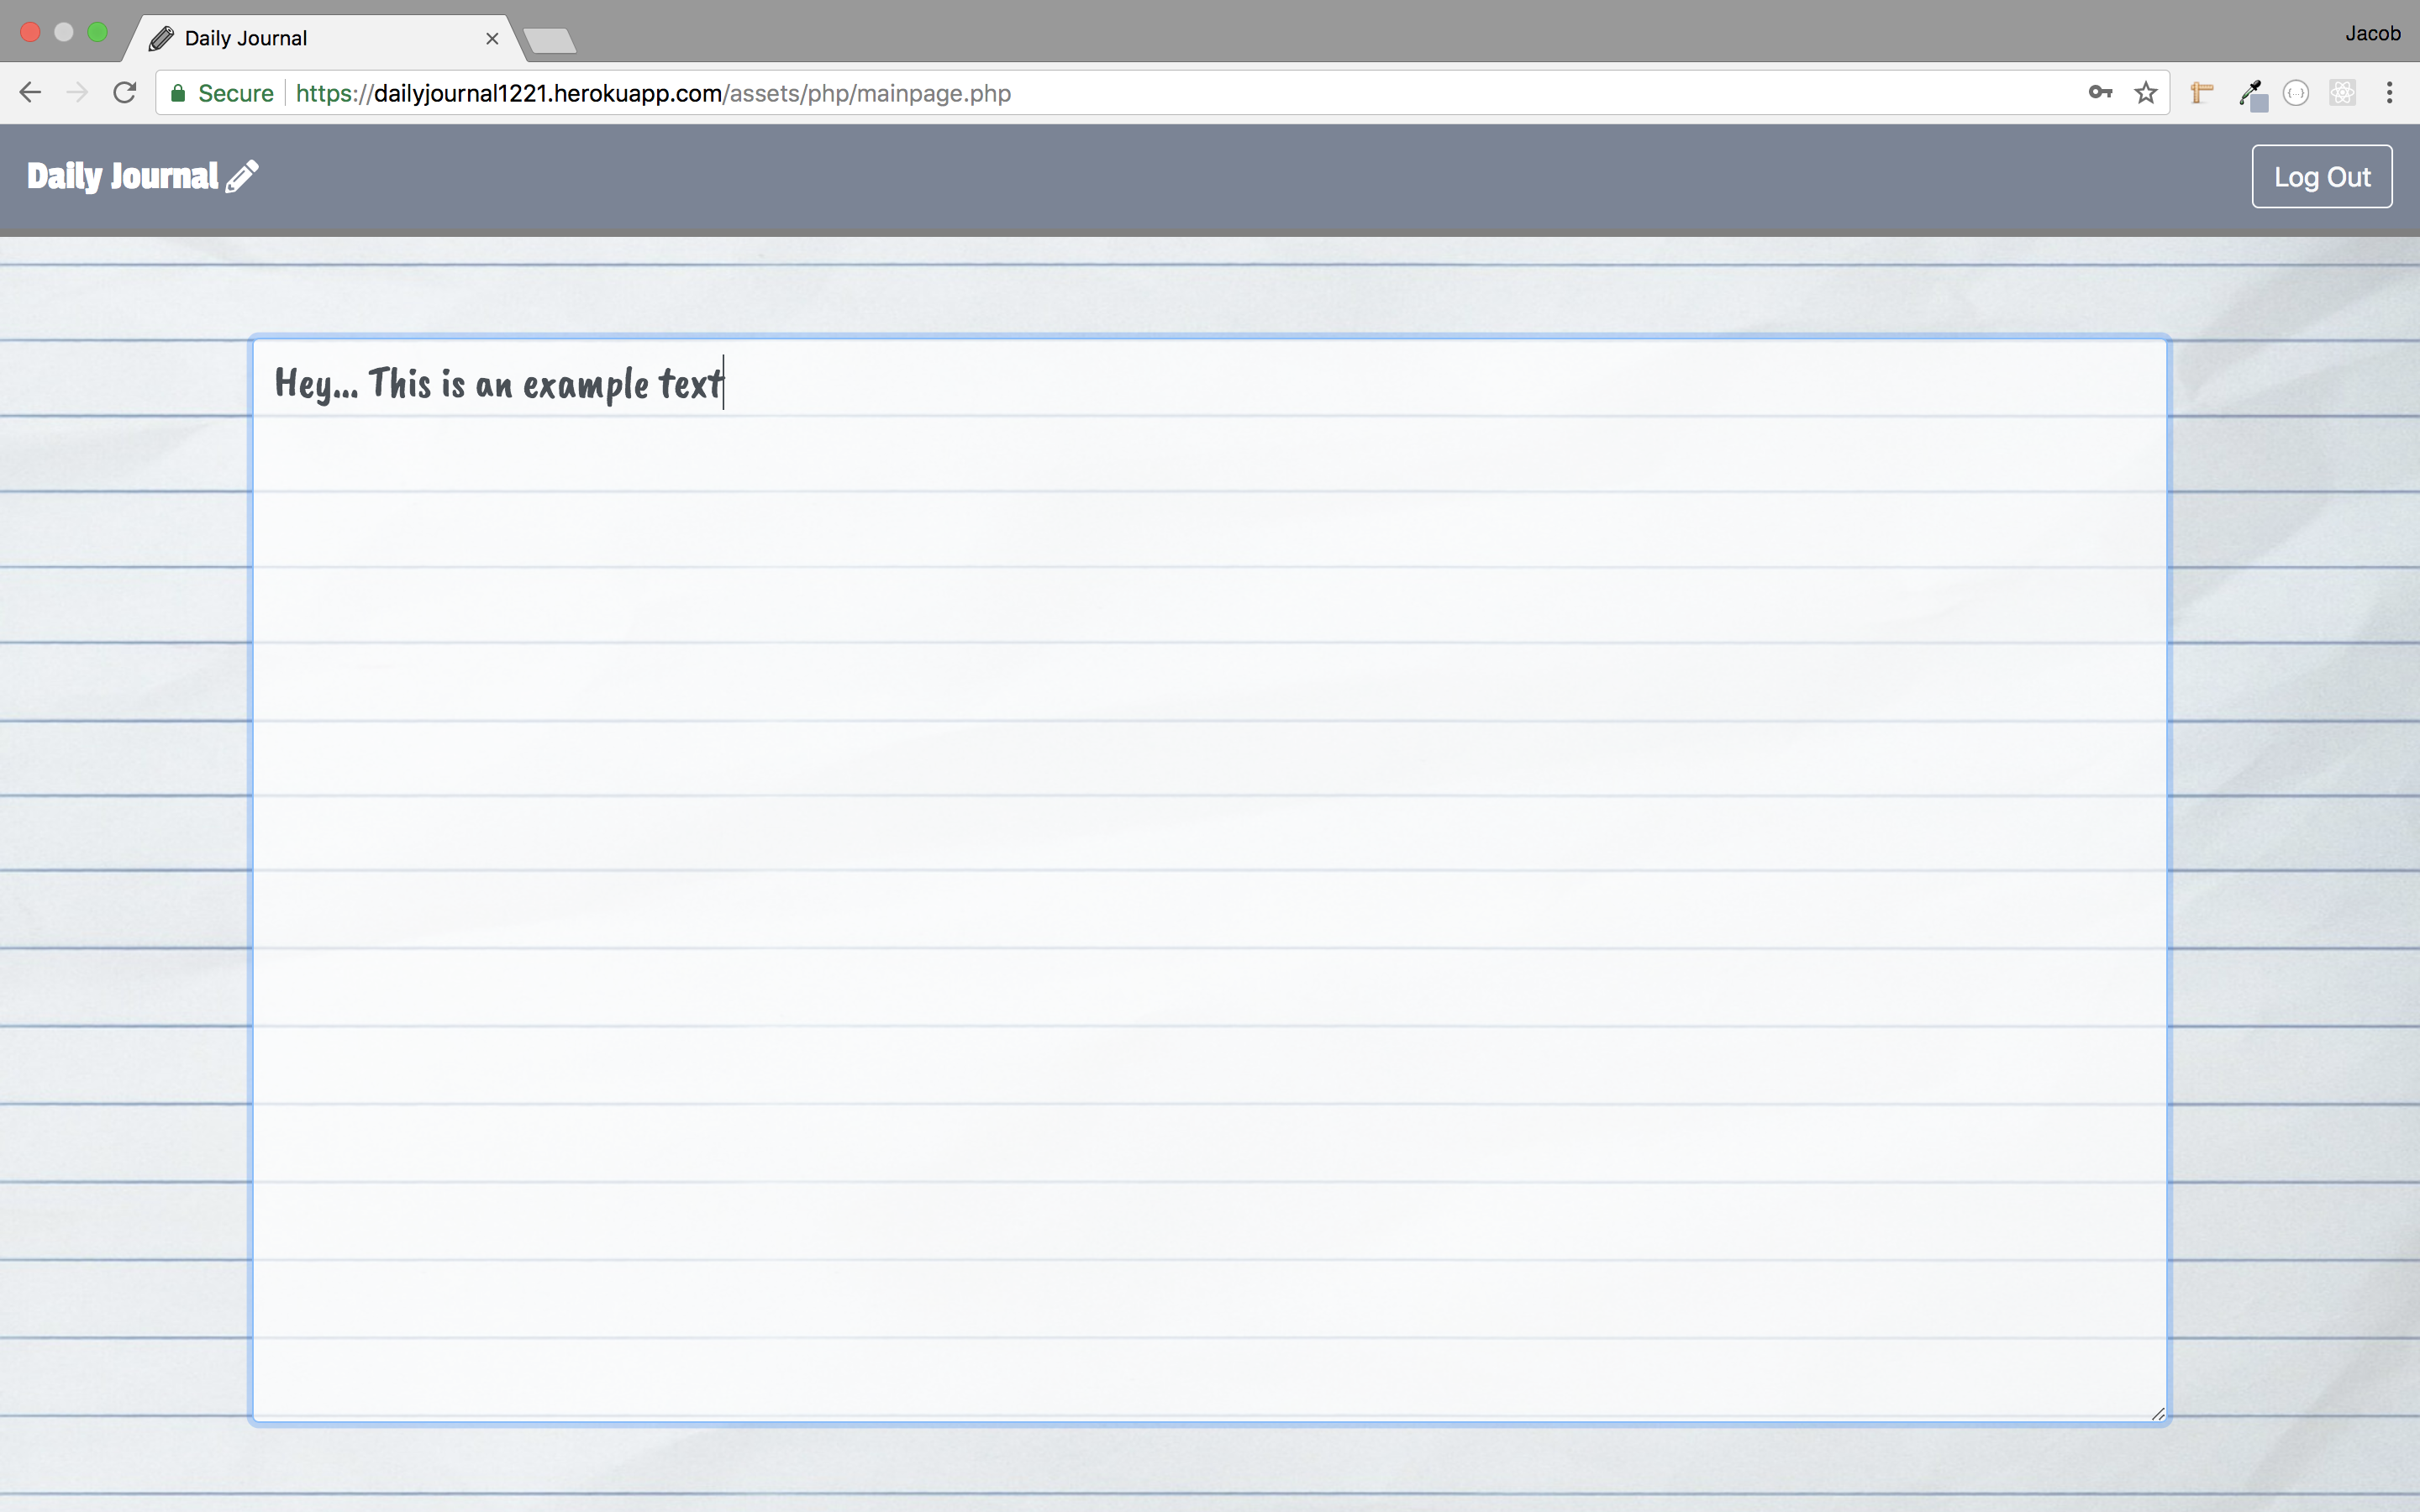 Daily Journal
Jacob
Secure https://dailyjournal1221.herokuapp.com/assets/php/mainpage.php
Daily Journal
Log Out
Hey... This is an example text